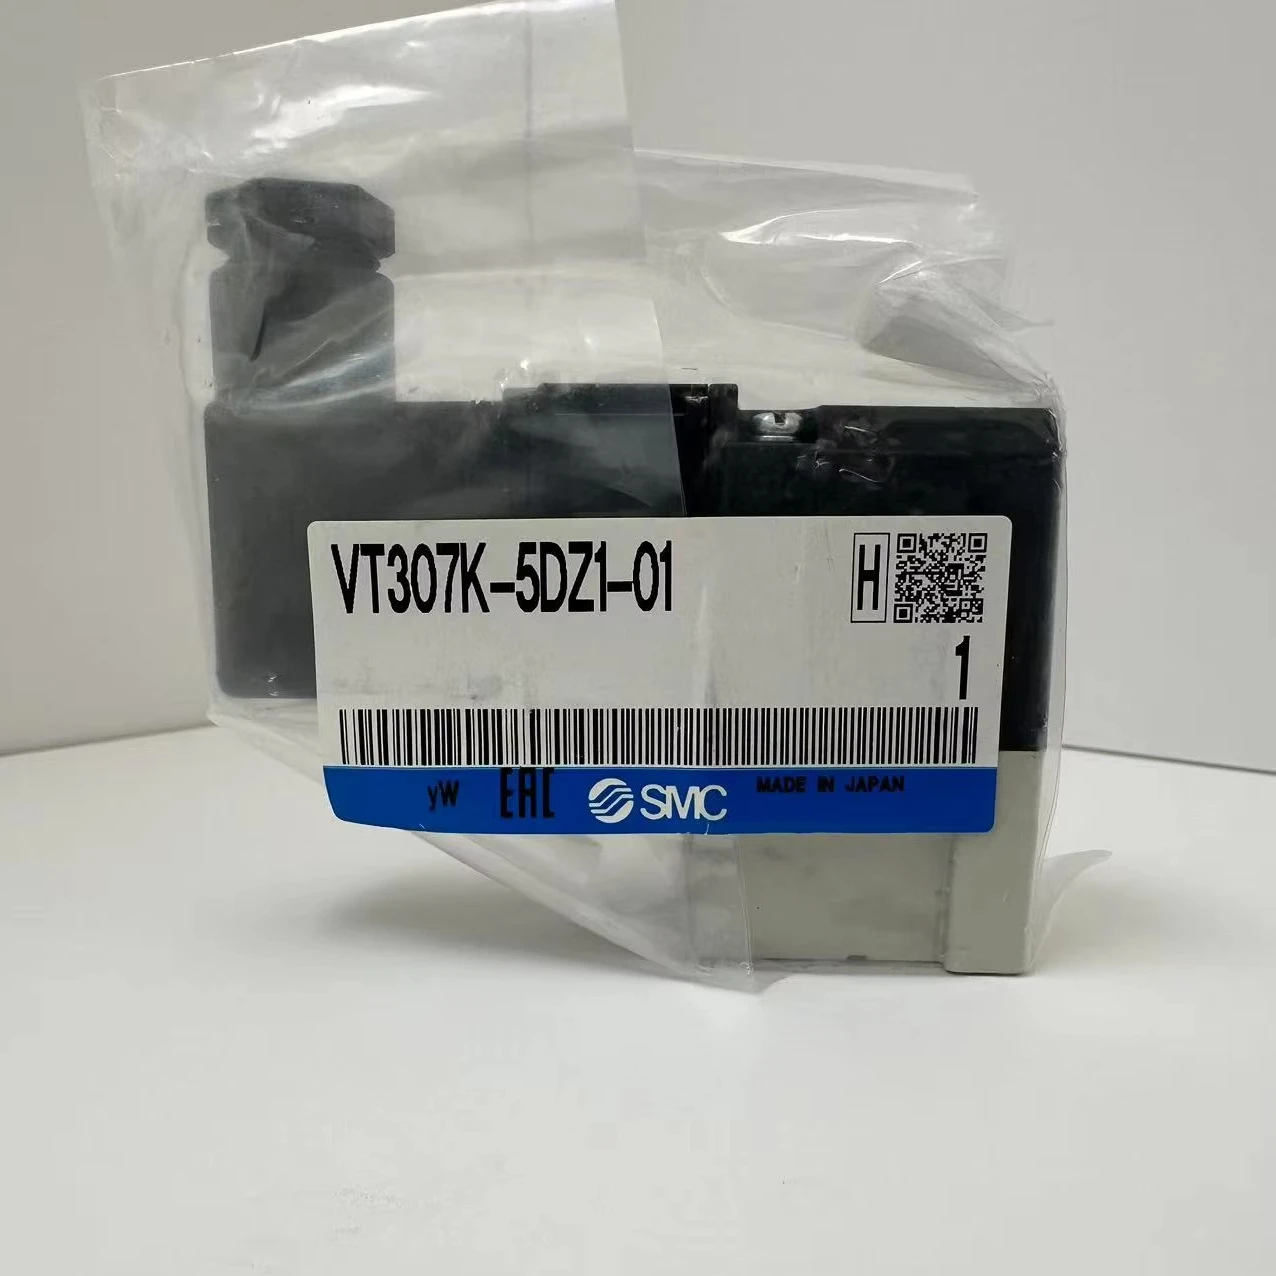 VT307K-5DZ1-01
H
1
yW EAC SMC MADE IN JAPAN